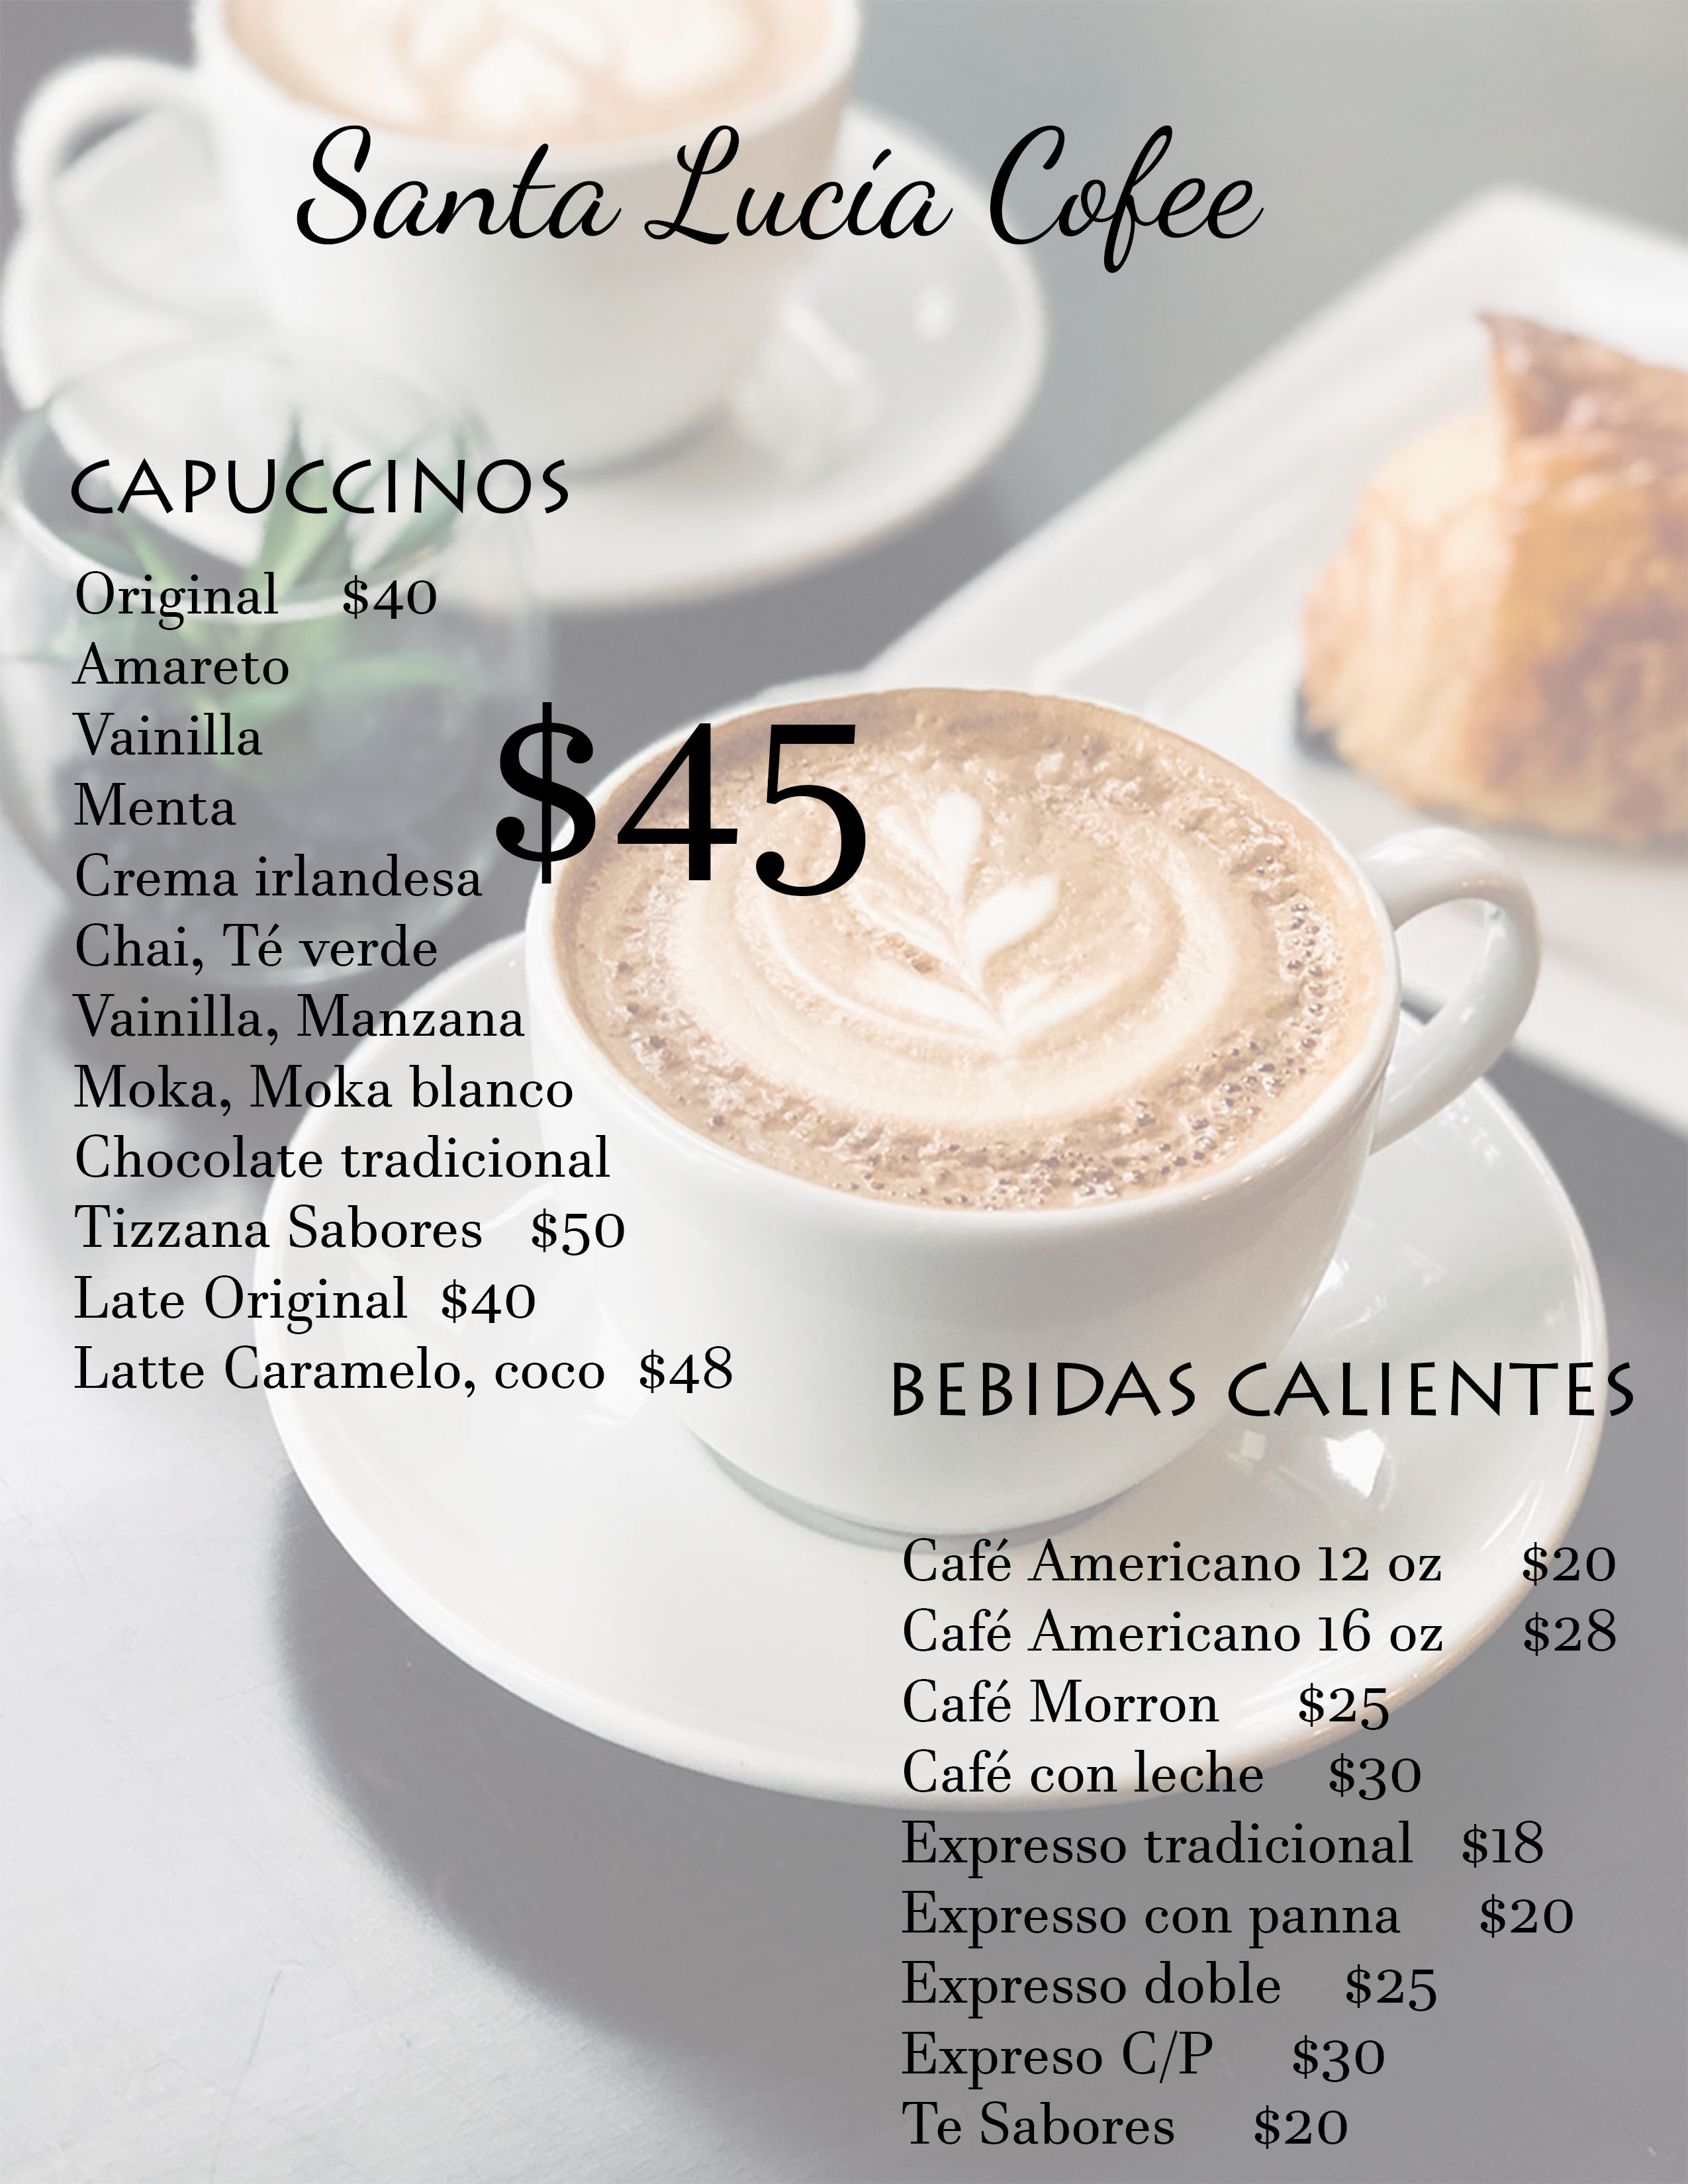 Santa Lucía Cofee
CAPUCCINOS
Original $40
Amareto
Vainilla
Menta
$45
Crema irlandesa
Chai, Té verde
Vainilla, Manzana
Moka, Moka blanco
Chocolate tradicional
Tizzana Sabores $50
Late Original $40
Latte Caramelo, coco $48
BEBIDAS CALIENTES
Café Americano 12 oz $20
Café Americano 16 oz $28
Café Morron $25
Café con leche $30
Expresso tradicional $18
Expresso con panna $20
Expresso doble $25
Expreso C/P $30
Te Sabores $20